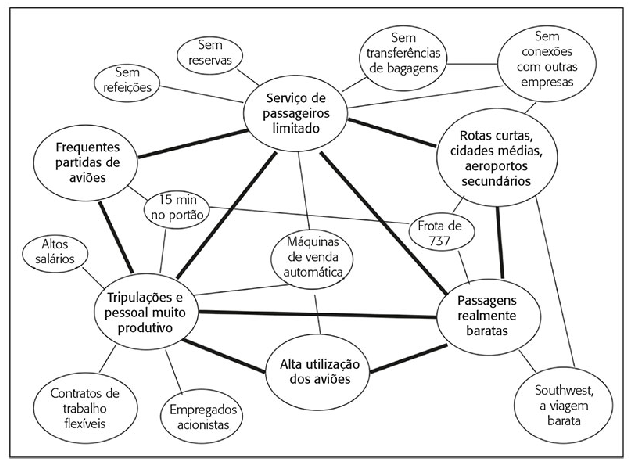 Sem
reservas
Sem
transferências
de bagagens
Sem
conexões
com outras
empresas
Sem
refeições
Serviço de
passageiros
limitado
Rotas curtas,
cidades médias,
aeroportos
secundários
Frequentes
partidas de
aviões
15 min
no portão
Frota de
737
Altos
salários
Máquinas
de venda
automática
Tripulações e
pessoal muito
produtivo
Passagens
realmente
baratas
Alta utilização
dos aviões
Contratos de
trabalho
flexíveis
Empregados
acionistas
Southwest,
a viagem
barata